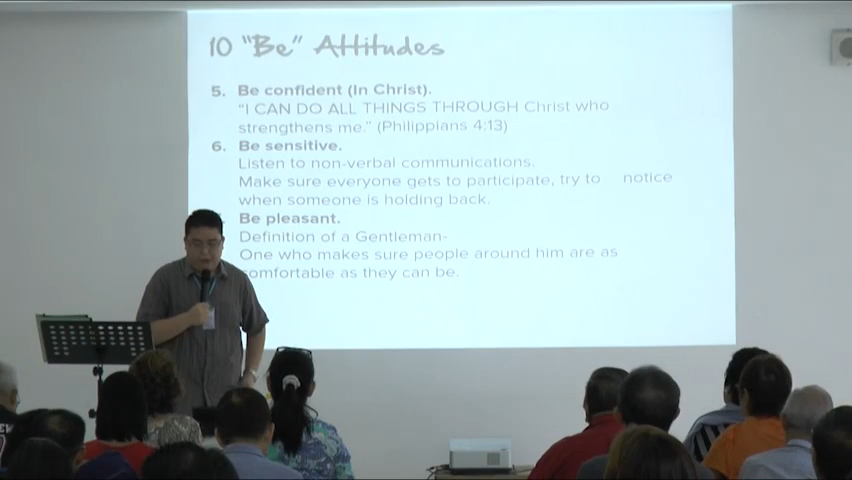 10 "Be" Attitudes
5. Be confident (In Christ).
"I CAN DO ALL THINGS THROUGH Christ who
strengthens me." (Philippians 4:13)
6. Be sensitive.
Listen to non-verbal communications.
Make sure everyone gets to participate, try to notice
when someone is holding back.
Be pleasant.
Definition of a Gentleman-
One who makes sure people around him are as
comfortable as they can be.